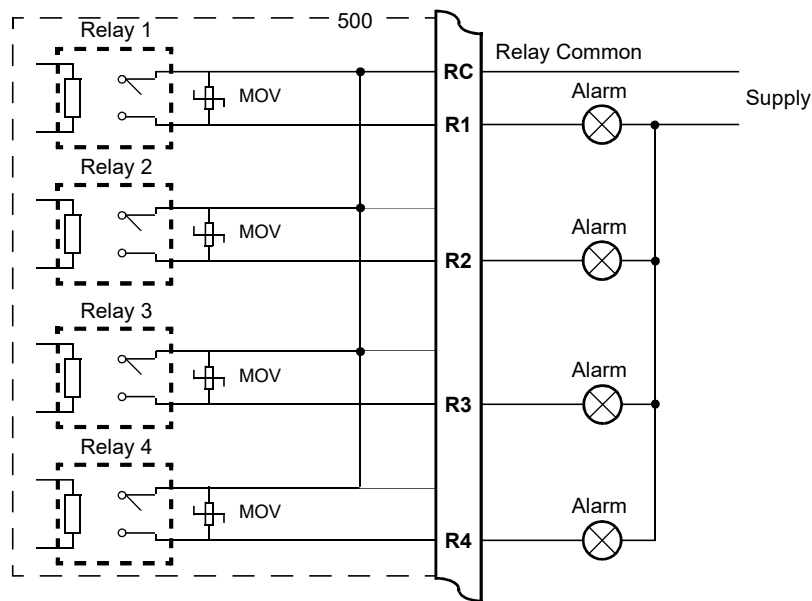 Relay 1
500
Relay Common
RC
MOV
Alarm
Supply
R1
Relay 2
MOV
Alarm
R2
Relay 3
MOV
Alarm
R3
Relay 4
MOV
Alarm
R4